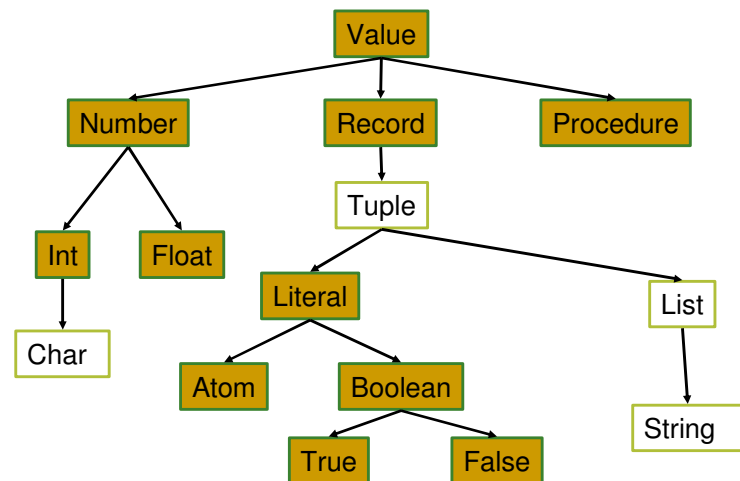 Value
Number
Record
Procedure
Tuple
Int
Float
Literal
List
Char
Atom
Boolean
String
True
False